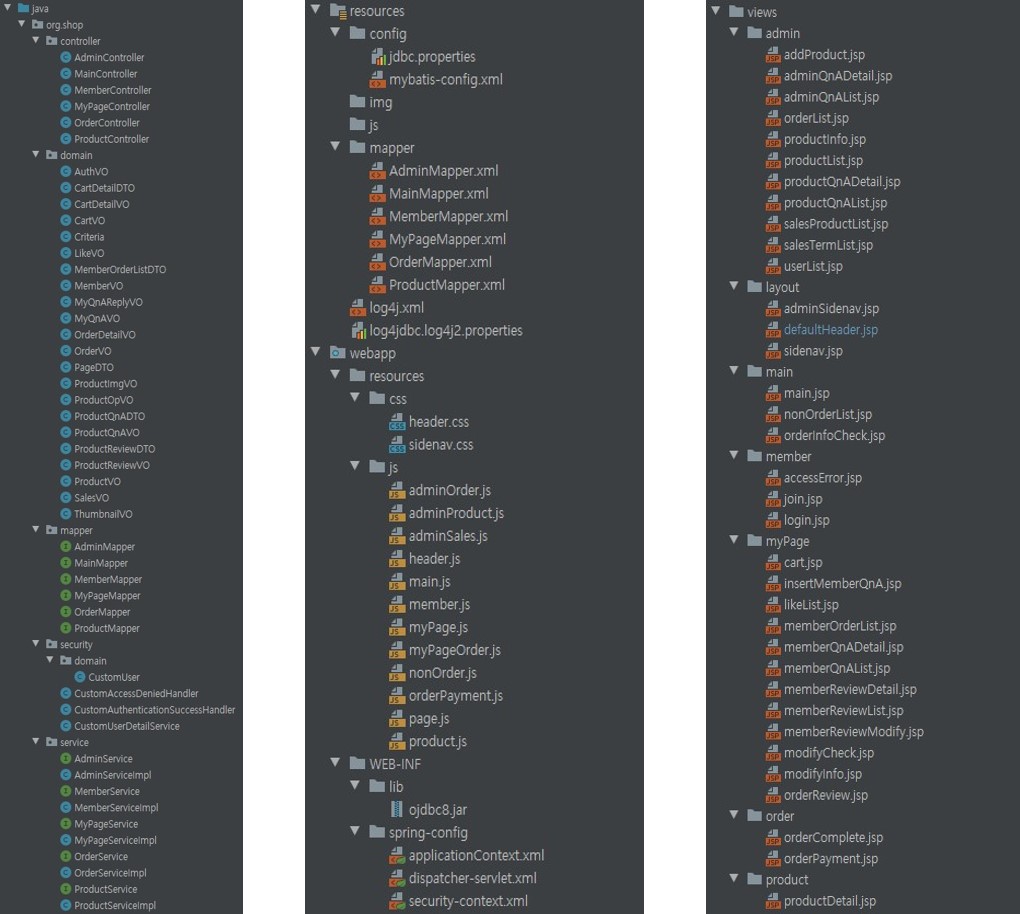 java
org.shop
controller
AdminController
MainController
MemberController
MyPageController
OrderController
ProductController
domain
AuthVO
CartDetailDTO
CartDetailVO
CartVO
Criteria
LikeVO
MemberOrderListDTO
MemberVO
MyQnAReplyVO
MyQnAVO
OrderDetailVO
OrderVO
PageDTO
ProductImgVO
ProductOpVO
ProductQnADTO
ProductQnAVO
ProductReviewDTO
ProductReviewVO
ProductVO
SalesVO
ThumbnailVO
mapper
AdminMapper
MainMapper
MemberMapper
MyPageMapper
OrderMapper
ProductMapper
security
domain
CustomUser
CustomAccessDeniedHandler
CustomAuthenticationSuccessHandler
CustomUserDetailService
service
AdminService
AdminServiceImpl
MemberService
MemberServiceImpl
MyPageService
MyPageServiceImpl
OrderService
OrderServiceImpl
ProductService
ProductServiceImpl
resources
config
jdbc.properties
mybatis-config.xml
img
js
mapper
AdminMapper.xml
MainMapper.xml
MemberMapper.xml
MyPageMapper.xml
OrderMapper.xml
ProductMapper.xml
log4j.xml
log4jdbc.log4j2.properties
webapp
resources
css
header.css
sidenav.css
js
adminOrder.js
adminProduct.js
adminSales.js
header.js
main.js
member.js
myPage.js
myPageOrder.js
nonOrder.js
orderPayment.js
page.js
product.js
WEB-INF
lib
ojdbc8.jar
spring-config
applicationContext.xml
dispatcher-servlet.xml
security-context.xml
views
admin
addProduct.jsp
adminQnADetail.jsp
adminQnAList.jsp
orderList.jsp
productInfo.jsp
productList.jsp
productQnADetail.jsp
productQnAList.jsp
salesProductList.jsp
salesTermList.jsp
userList.jsp
layout
adminSidenav.jsp
defaultHeader.jsp
sidenav.jsp
main
main.jsp
nonOrderList.jsp
orderInfoCheck.jsp
member
accessError.jsp
join.jsp
login.jsp
myPage
cart.jsp
insertMemberQnA.jsp
likeList.jsp
memberOrderList.jsp
memberQnADetail.jsp
memberQnAList.jsp
memberReviewDetail.jsp
memberReviewList.jsp
memberReviewModify.jsp
modifyCheck.jsp
modifyInfo.jsp
orderReview.jsp
order
orderComplete.jsp
orderPayment.jsp
product
productDetail.jsp